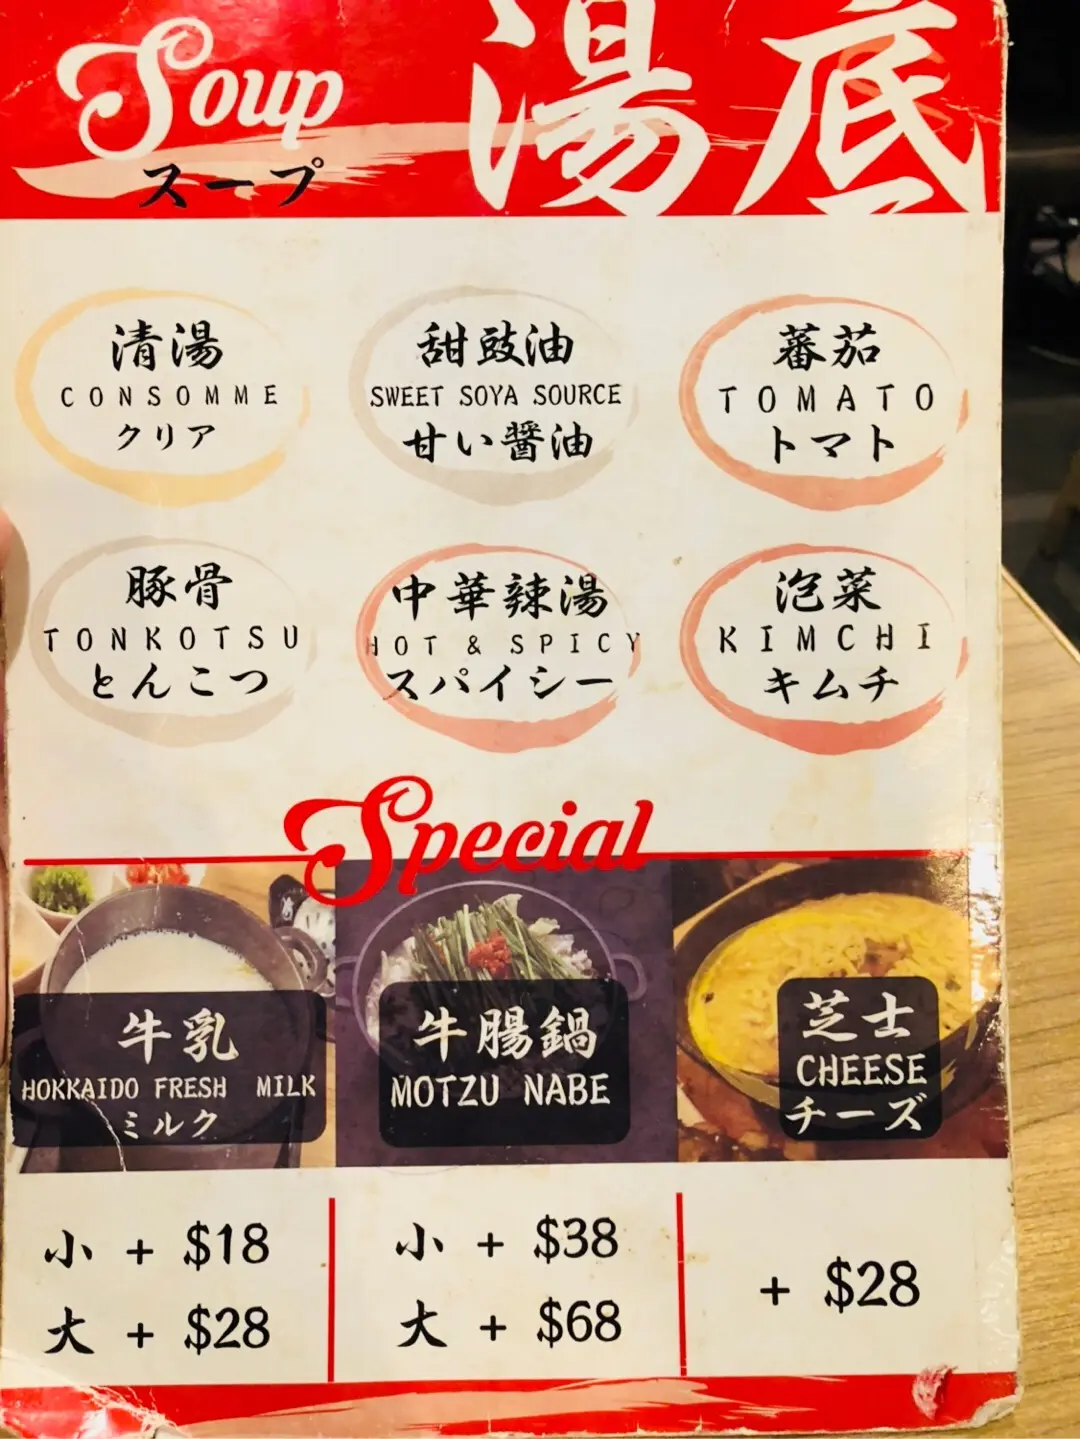 Soup
スープ
湯底
清湯
CONSOMME
クリア
甜豉油
SWEET SOYA SOURCE
甘い醤油
蕃茄
TOMATO
トマト
豚骨
TONKOTSU
とんこつ
中華辣湯
HOT & SPICY
スパイシー
泡菜
KIMCHI
キムチ
Special
牛乳
HOKKAIDO FRESH MILK
ミルク
牛腸鍋
MOTZU NABE
芝士
CHEESE
チーズ
小 + $18
大 + $28
小 + $38
大 + $68
+ $28